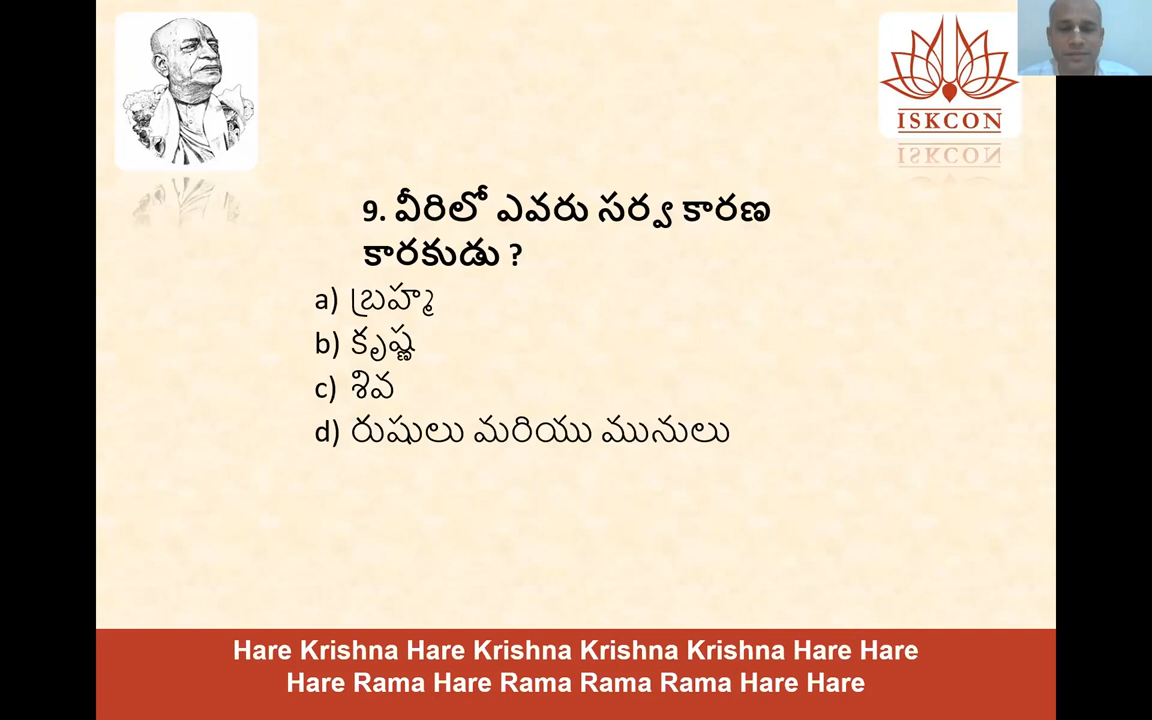 ISKCON
9. వీరిలో ఎవరు సర్వ కారణ
కారకుడు ?
a) బ్రహ్మ
b) కృష్ణ
c) శివ
d) రుషులు మరియు మునులు
Hare Krishna Hare Krishna Krishna Krishna Hare Hare
Hare Rama Hare Rama Rama Rama Hare Hare